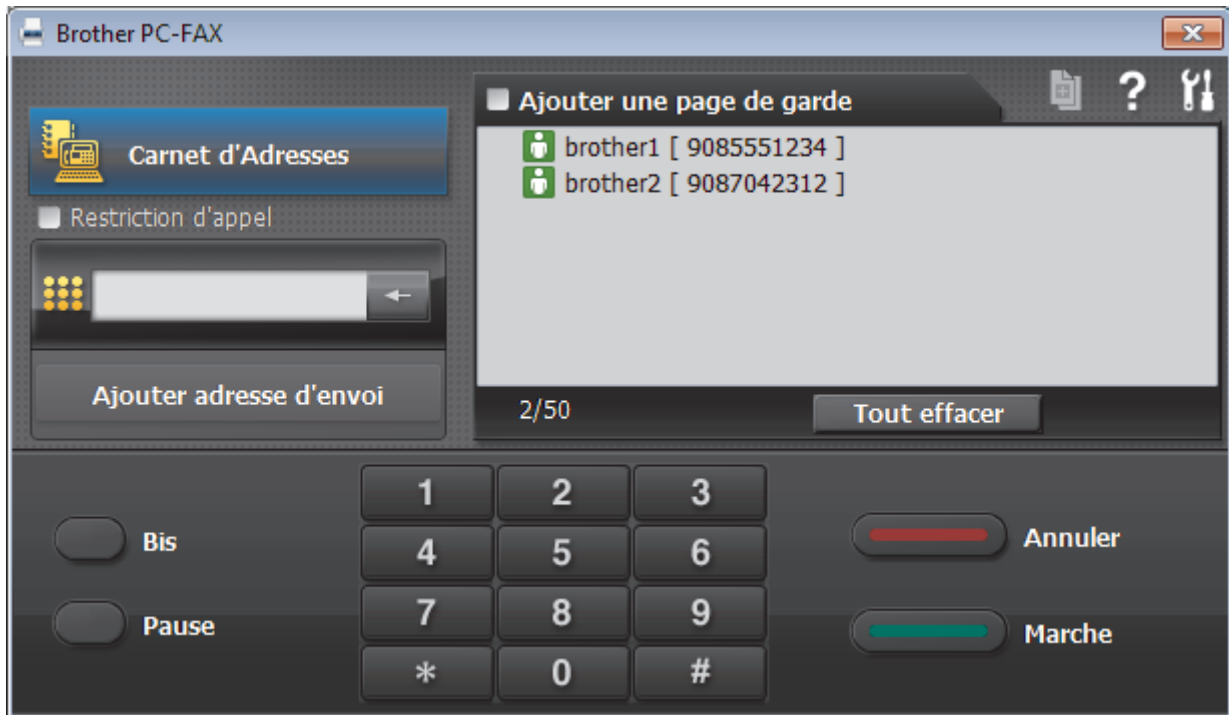 Brother PC-FAX
Carnet d'Adresses
Restriction d'appel
Ajouter adresse d'envoi
Ajouter une page de garde
?
brother1 [ 9085551234 ]
brother2 [ 9087042312 ]
2/50
Tout effacer
Bis
Pause
1 2 3
4 5 6
7 8 9
* 0 #
Annuler
Marche